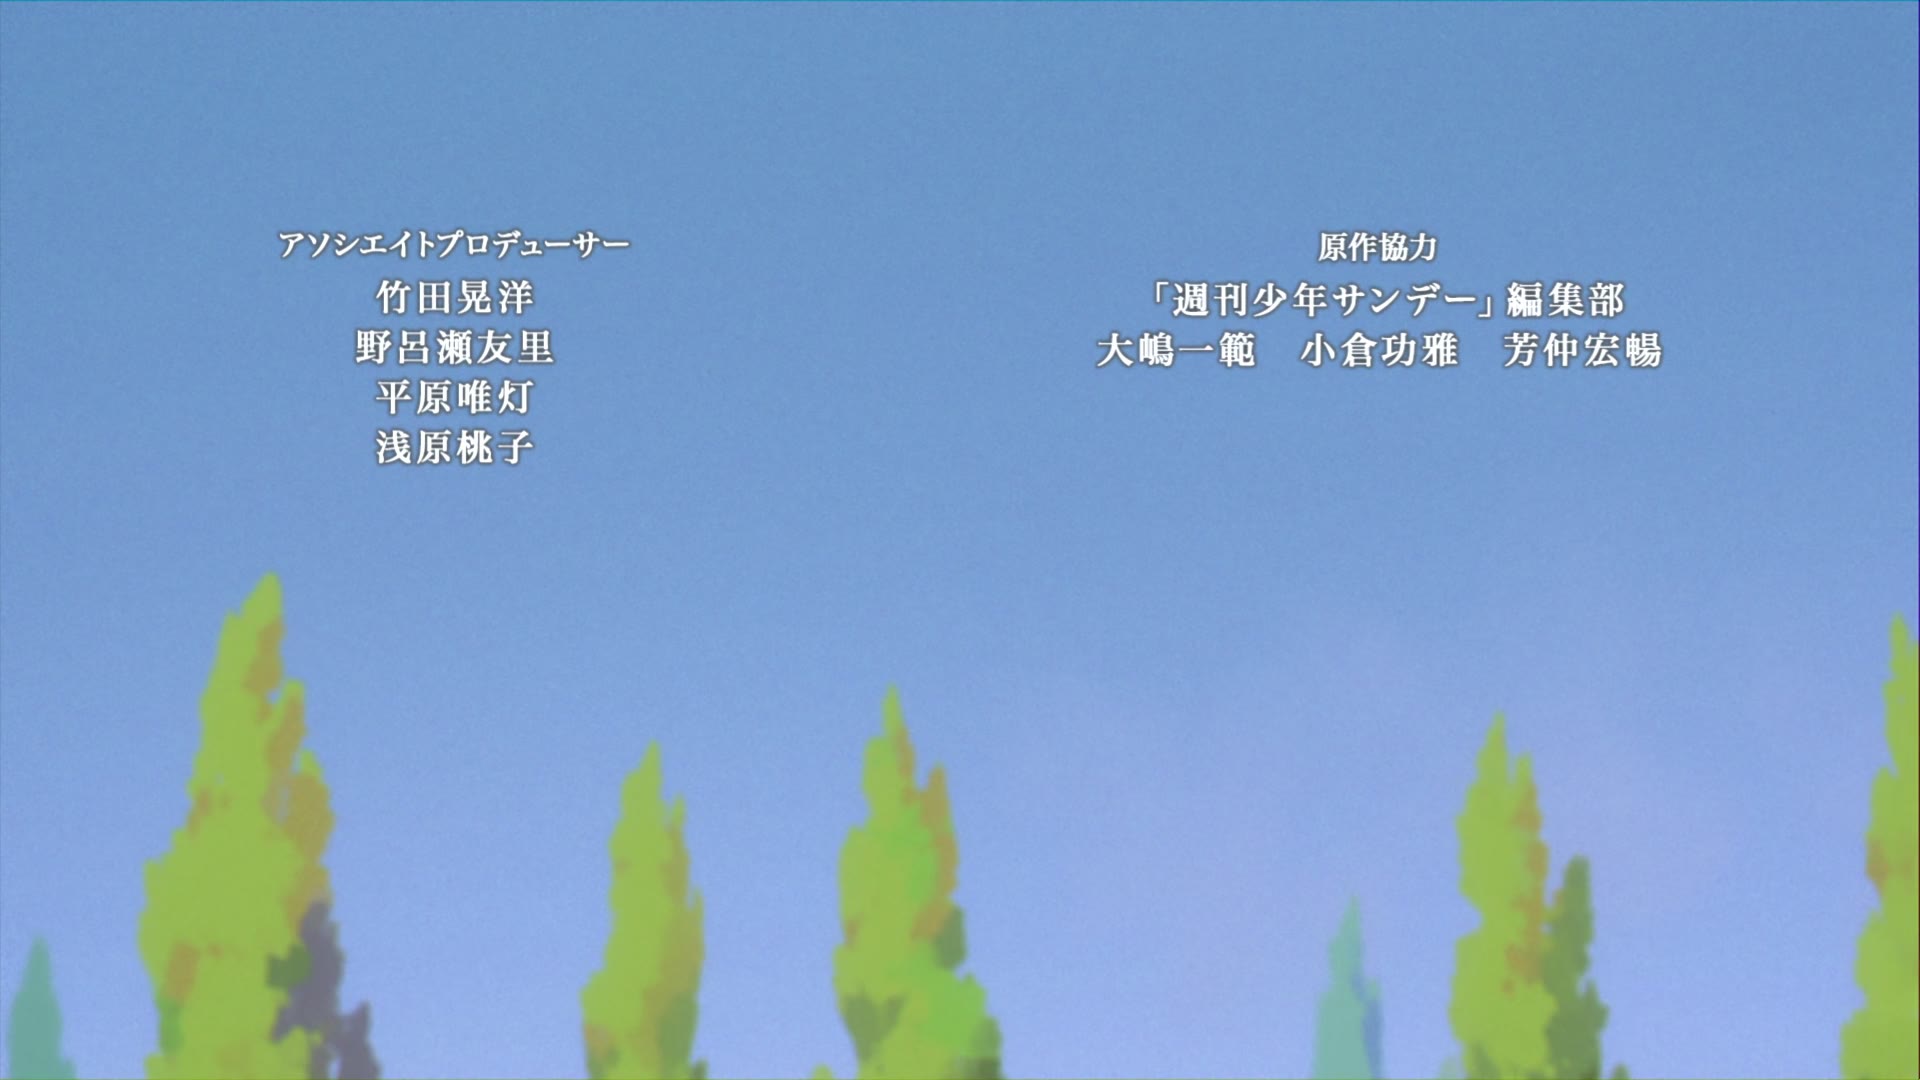 アソシエイトプロデューサー
竹田晃洋
野呂瀬友里
平原唯灯
浅原桃子
原作協力
「週刊少年サンデー」編集部
大嶋一範　小倉功雅　芳仲宏暢